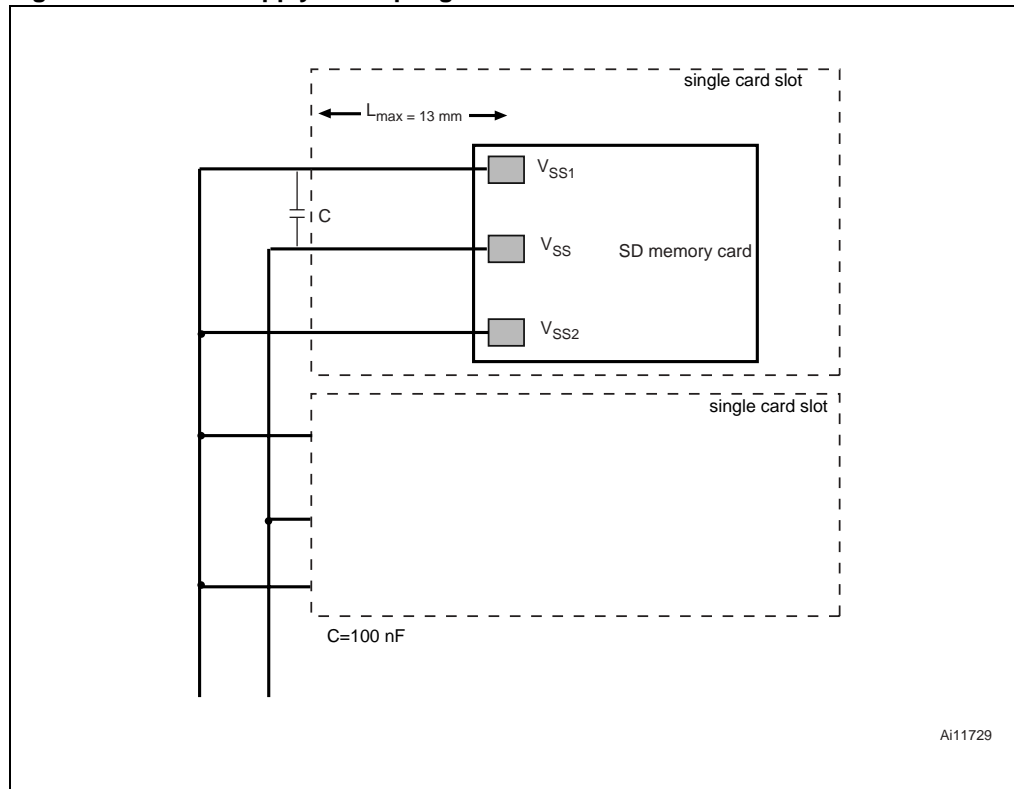 single card slot
Lmax = 13 mm
VSS1
C
VSS
SD memory card
VSS2
single card slot
C=100 nF
Ai11729